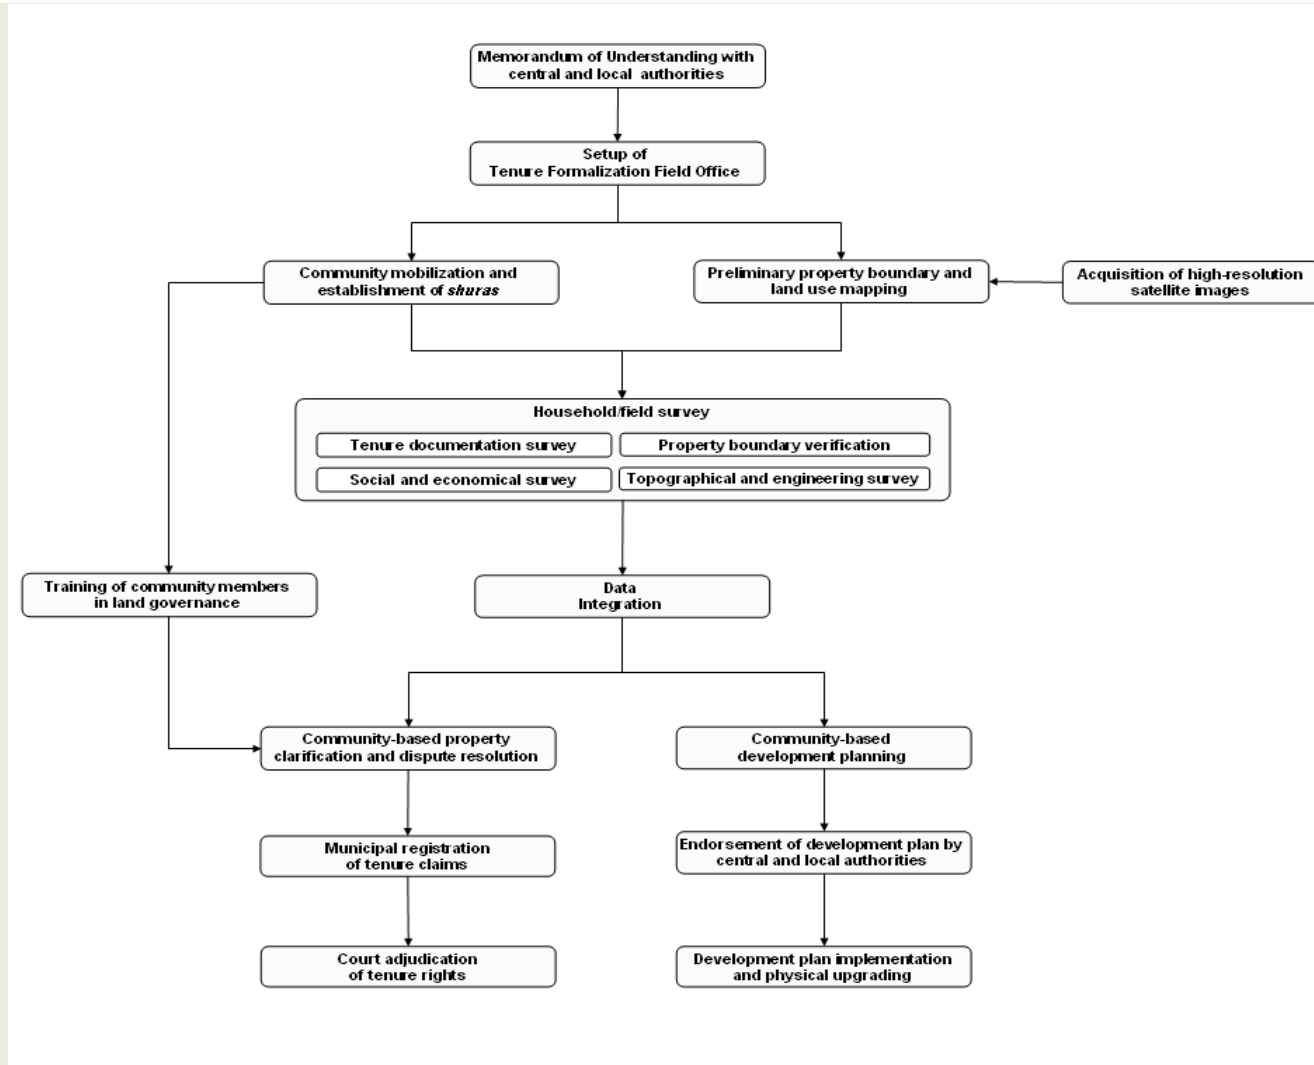 Memorandum of Understanding with
central and local authorities
Setup of
Tenure Formalization Field Office
Community mobilization and
establishment of shuras
Preliminary property boundary and
land use mapping
Acquisition of high-resolution
satellite images
Household/field survey
Tenure documentation survey
Property boundary verification
Social and economical survey
Topographical and engineering survey
Training of community members
in land governance
Data
Integration
Community-based property
clarification and dispute resolution
Community-based
development planning
Municipal registration
of tenure claims
Endorsement of development plan by
central and local authorities
Court adjudication
of tenure rights
Development plan implementation
and physical upgrading